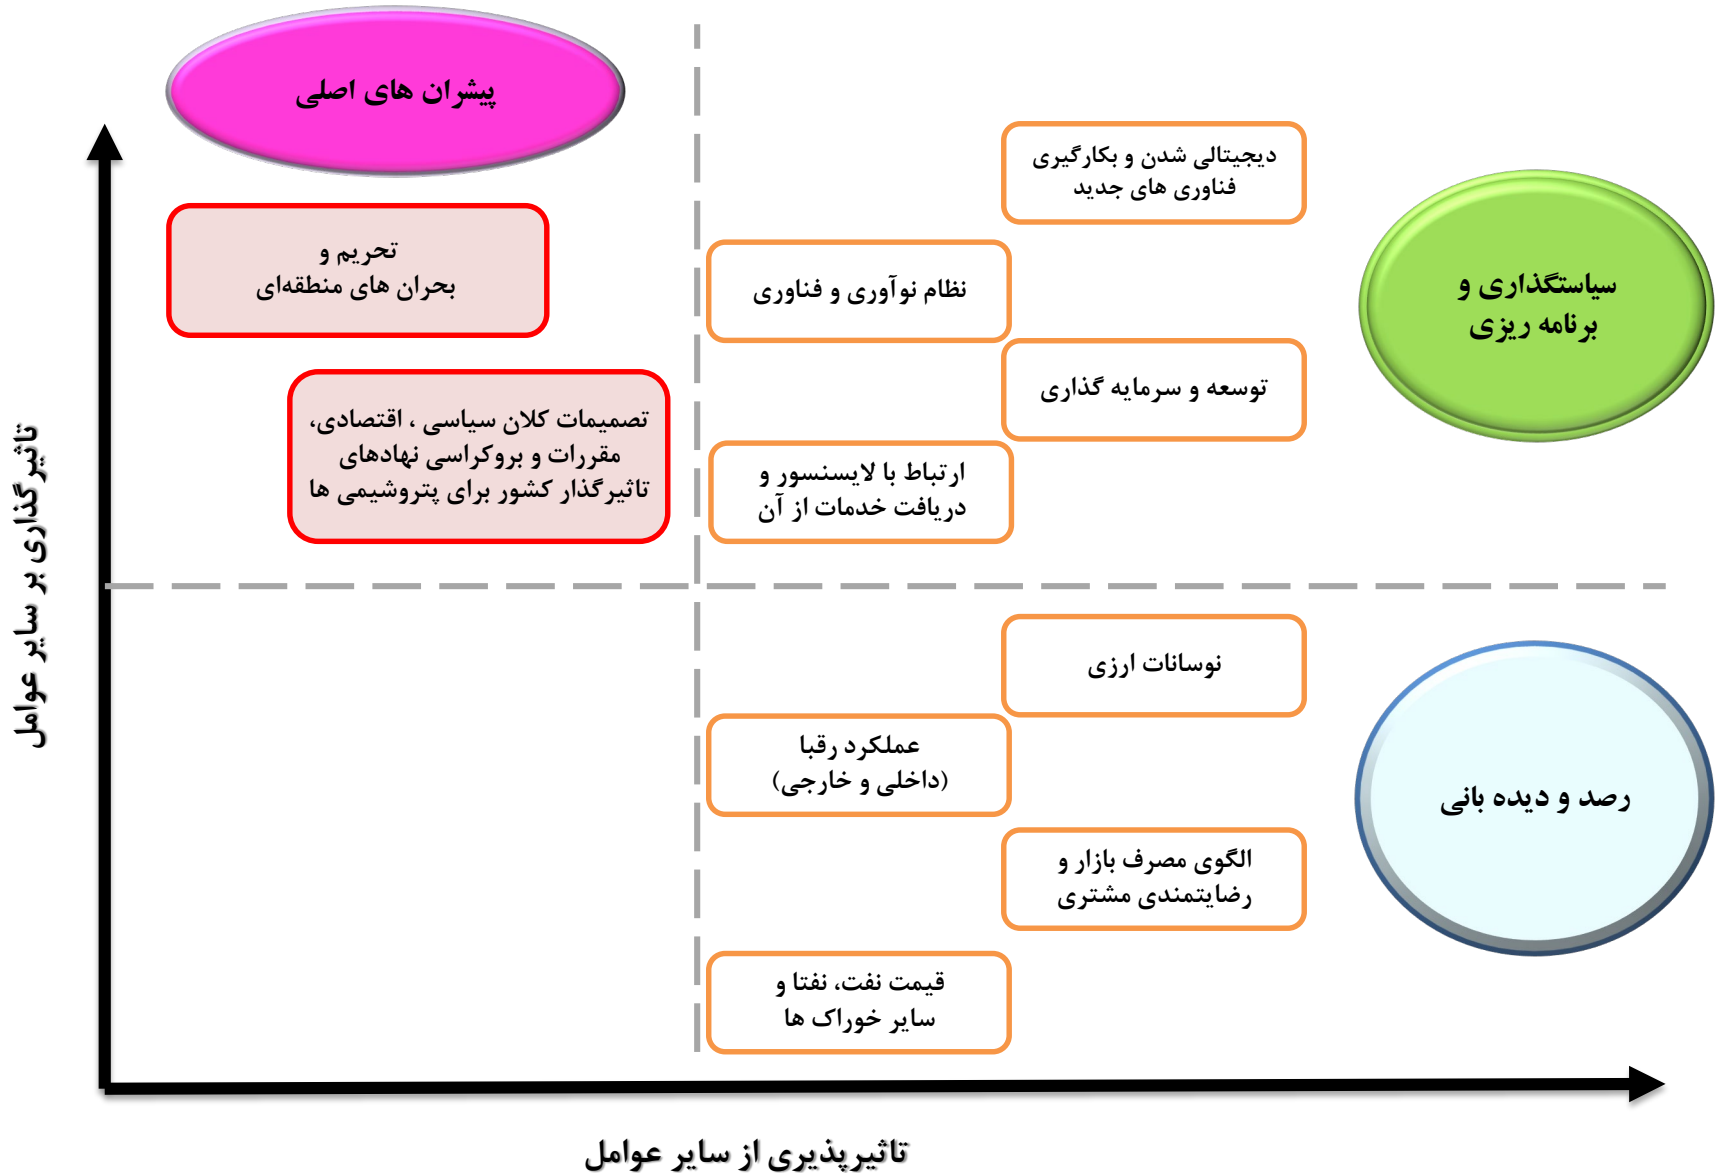 پیشران های اصلی
تحریم و
بحران های منطقه‌ای
تصمیمات کلان سیاسی ، اقتصادی،
مقررات و بروکراسی نهادهای
تاثیرگذار کشور برای پتروشیمی ها
دیجیتالی شدن و بکارگیری
فناوری های جدید
نظام نوآوری و فناوری
توسعه و سرمایه گذاری
ارتباط با لایسنسور و
دریافت خدمات از آن
سیاستگذاری و
برنامه ریزی
نوسانات ارزی
عملکرد رقبا
(داخلی و خارجی)
الگوی مصرف بازار و
رضایتمندی مشتری
قیمت نفت، نفتا و
سایر خوراک ها
رصد و دیده بانی
تاثیرگذاری بر سایر عوامل
تاثیرپذیری از سایر عوامل